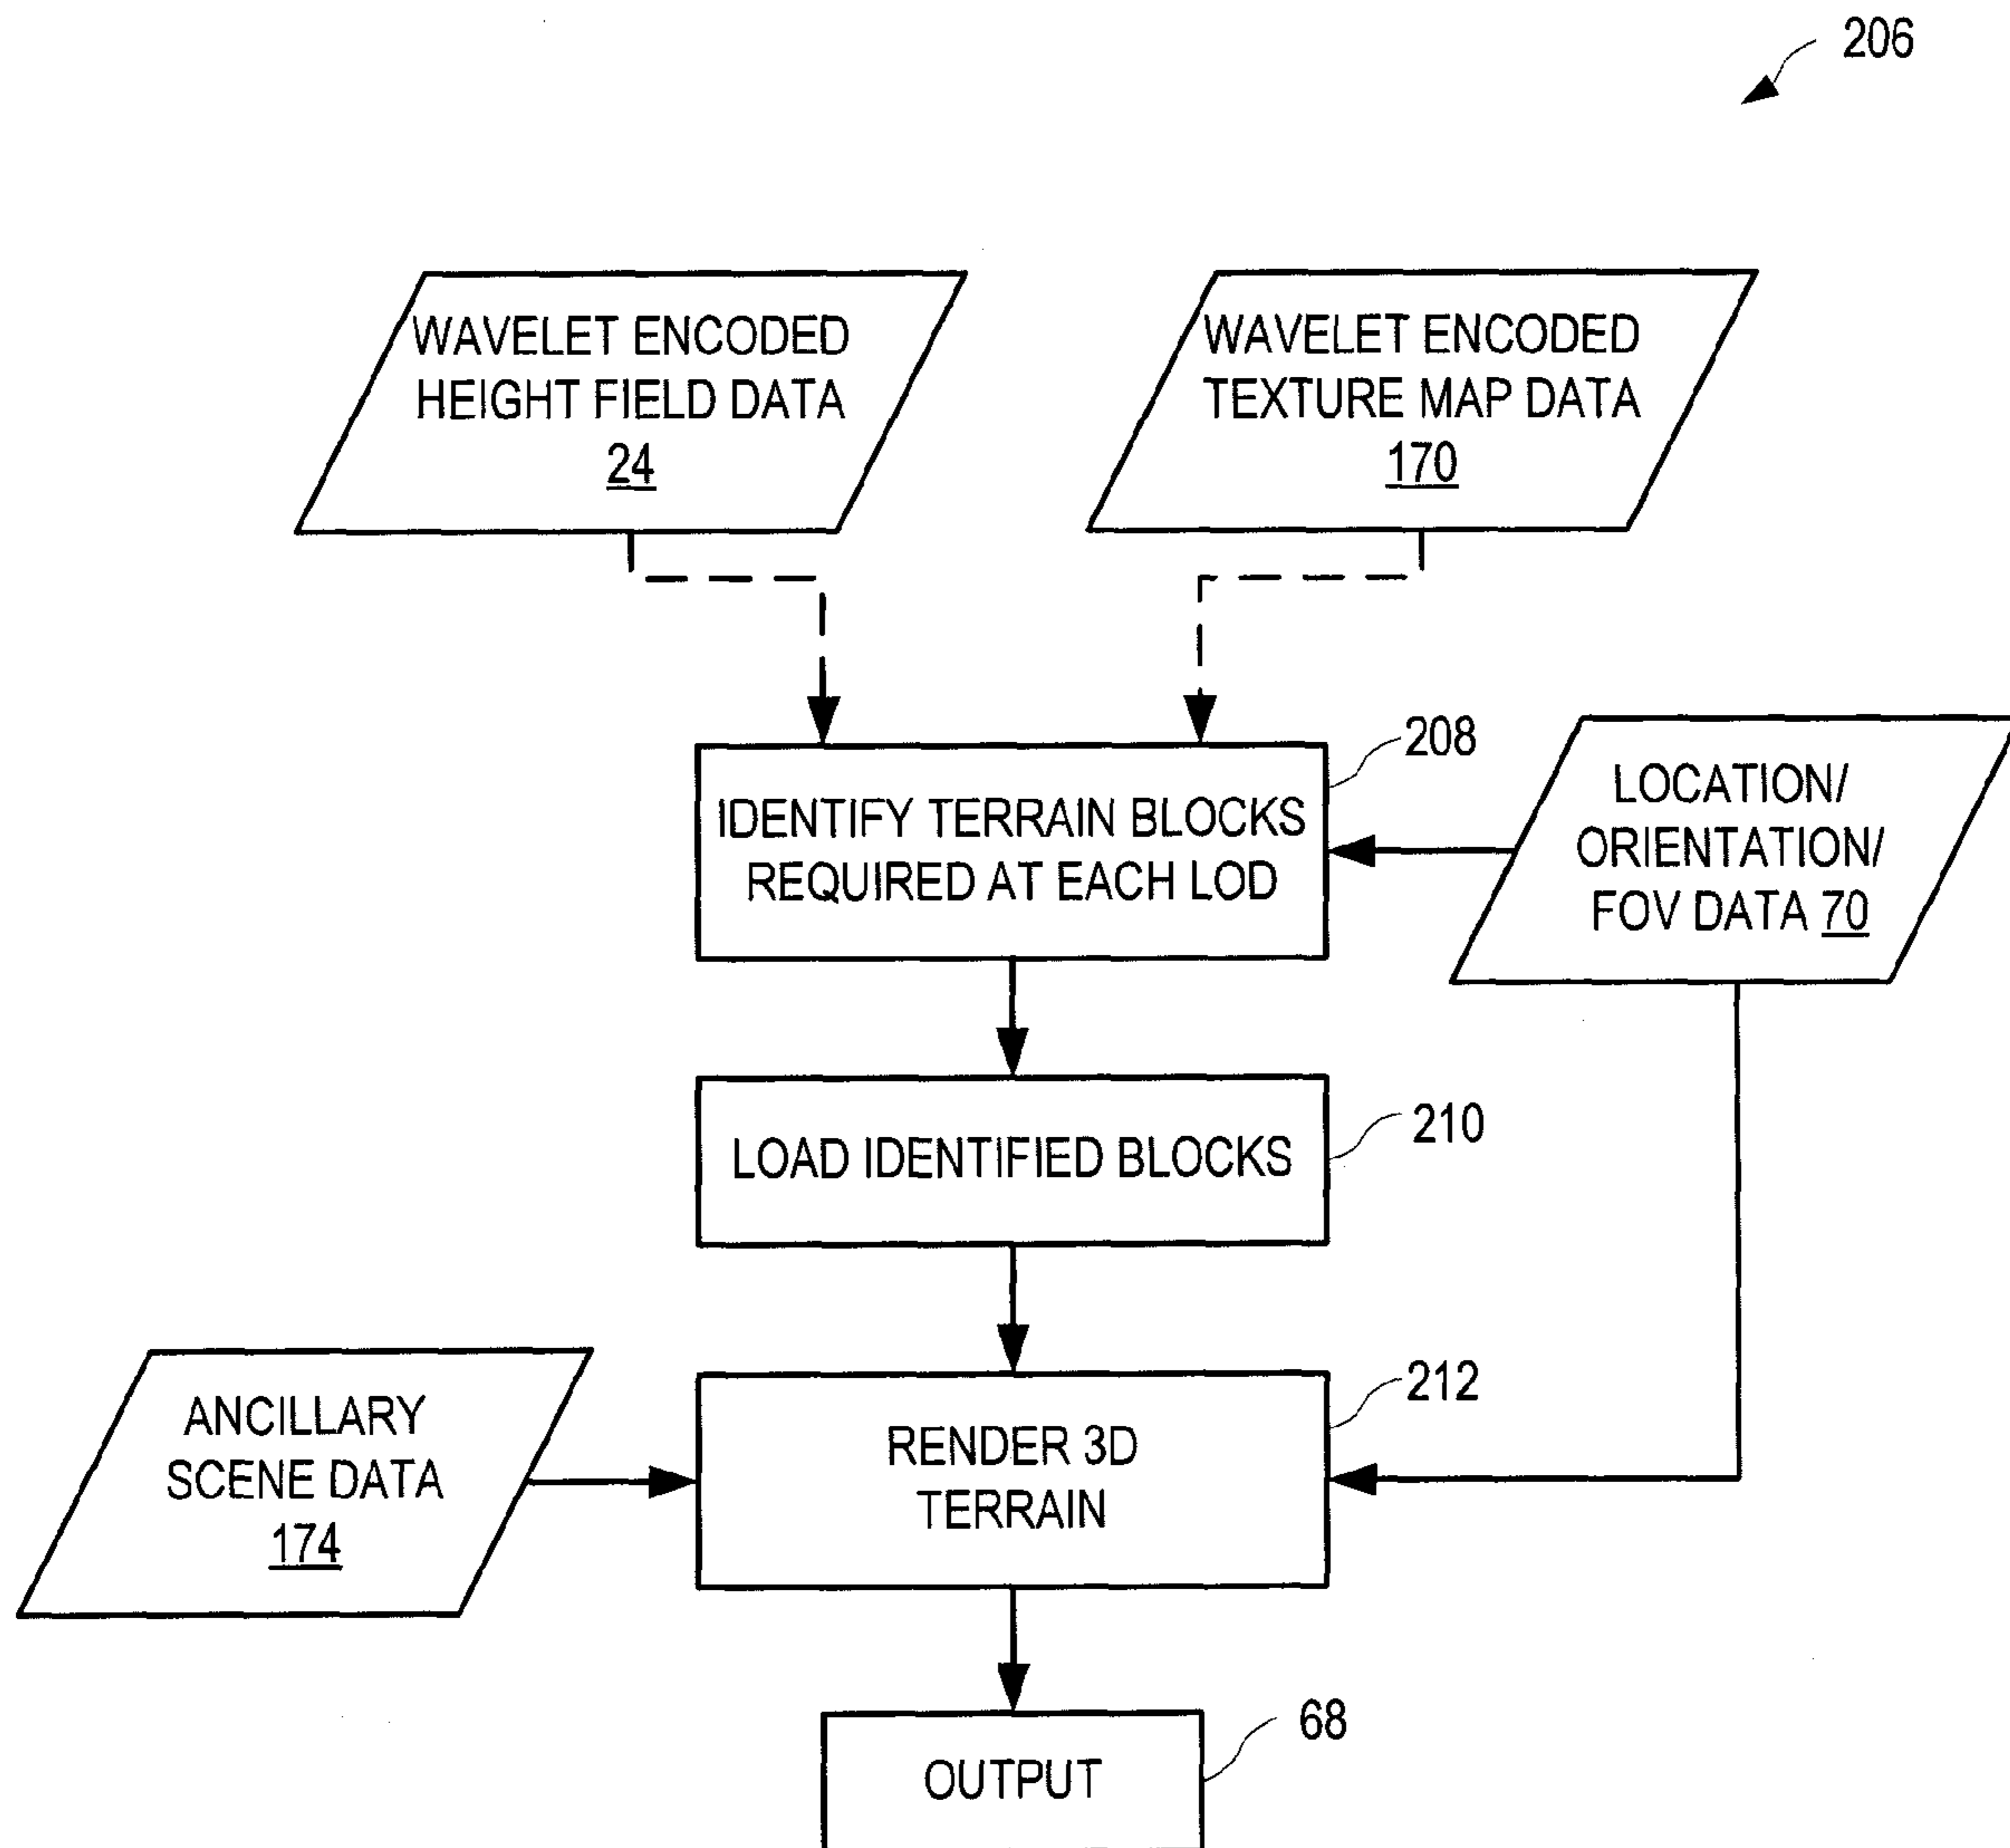 206
WAVELET ENCODED
HEIGHT FIELD DATA
24
WAVELET ENCODED
TEXTURE MAP DATA
170
208
IDENTIFY TERRAIN BLOCKS
REQUIRED AT EACH LOD
LOCATION/
ORIENTATION/
FOV DATA 70
LOAD IDENTIFIED BLOCKS
210
ANCILLARY
SCENE DATA
174
RENDER 3D
TERRAIN
212
OUTPUT
68